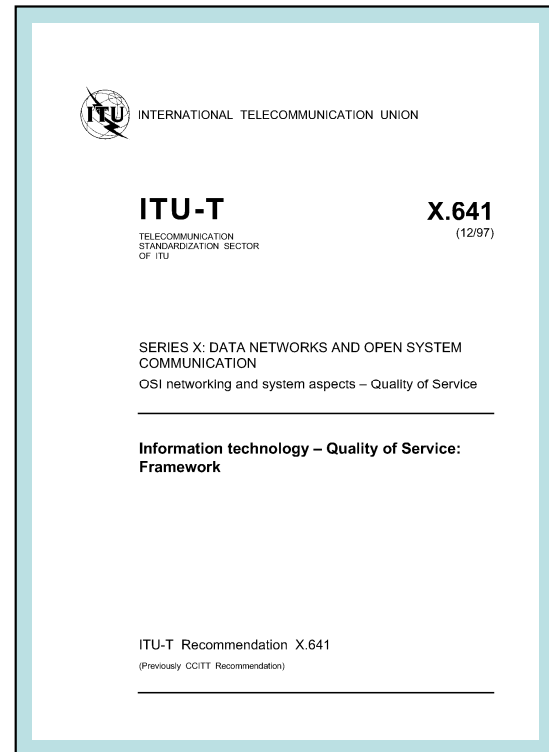 ITU
INTERNATIONAL TELECOMMUNICATION UNION
ITU-T
X.641
TELECOMMUNICATION
(12/97)
STANDARDIZATION SECTOR
OF ITU
SERIES X: DATA NETWORKS AND OPEN SYSTEM
COMMUNICATION
OSI networking and system aspects – Quality of Service
Information technology – Quality of Service:
Framework
ITU-T Recommendation X.641
(Previously CCITT Recommendation)